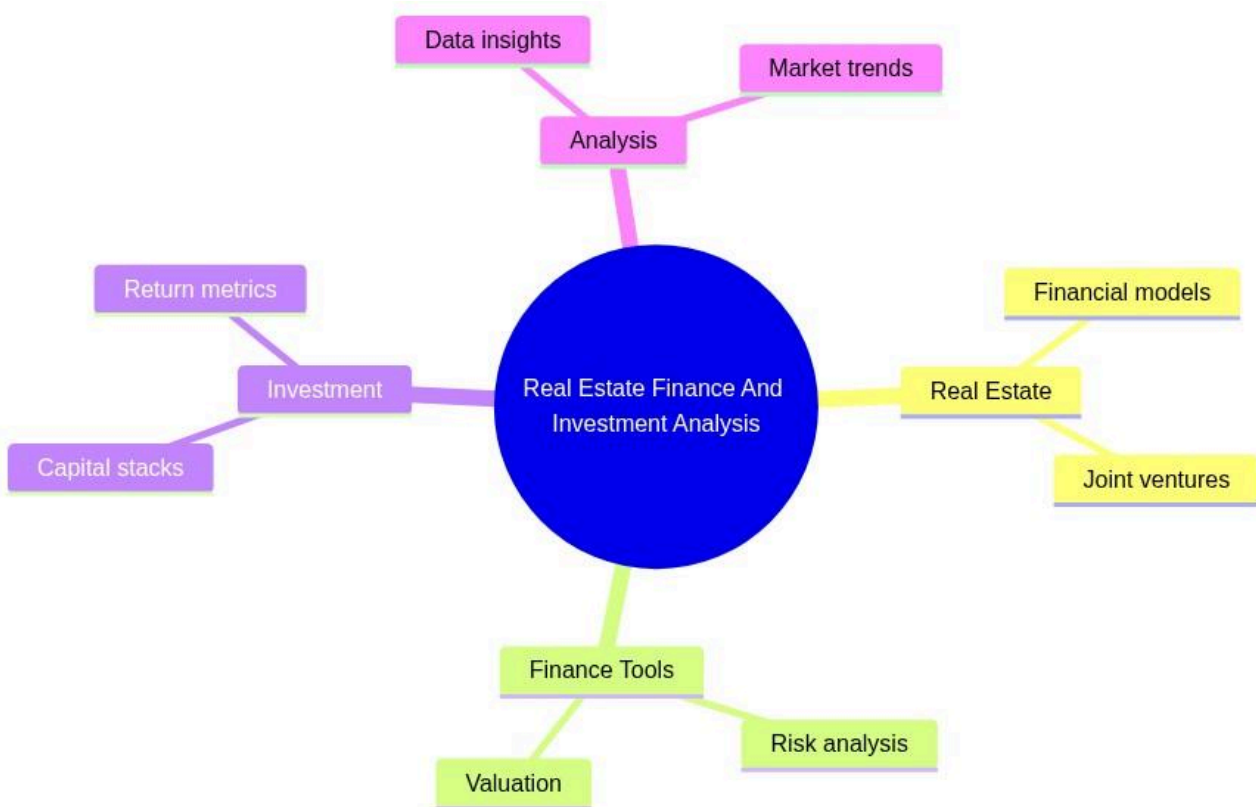 Data insights
Market trends
Analysis
Return metrics
Financial models
Investment
Real Estate Finance And
Investment Analysis
Real Estate
Capital stacks
Joint ventures
Finance Tools
Risk analysis
Valuation